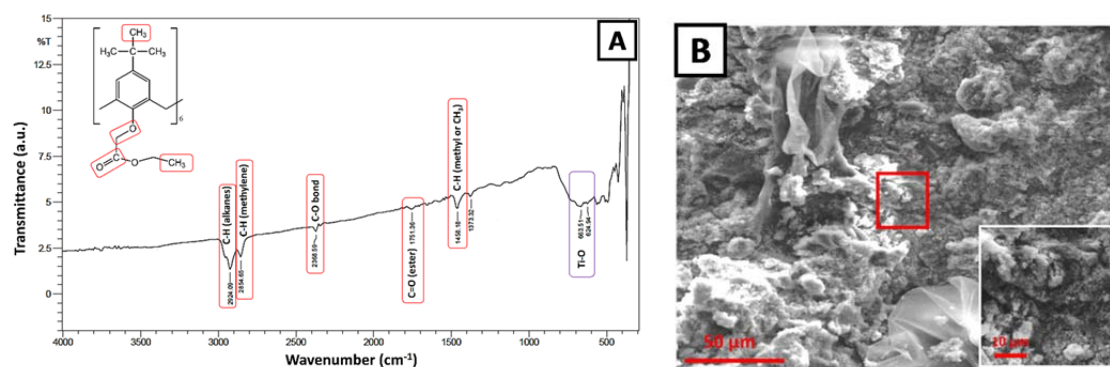 A
15
%T
12.5
10
7.5
5
2.5
0
Transmittance (a.u.)
CH₃
H₃C
C
CH₃
6
O
O
C
O
CH₃
C-H (alkanes)
2924.09
C-H (methylene)
2854.65
C-O bond
2368.59
C=O (ester)
1751.36
C-H (methyl or CH₃)
1458.18
1373.32
Ti-O
663.51
624.94
4000
3500
3000
2500
2000
1500
1000
500
Wavenumber (cm⁻¹)
B
50 µm
10 µm